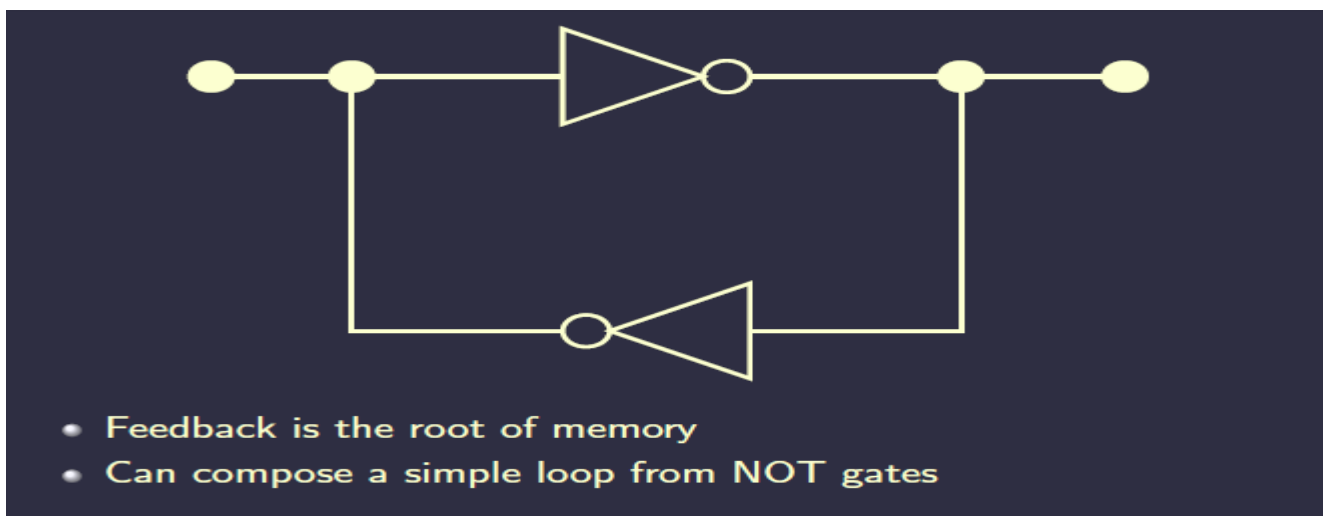 Feedback is the root of memory
Can compose a simple loop from NOT gates